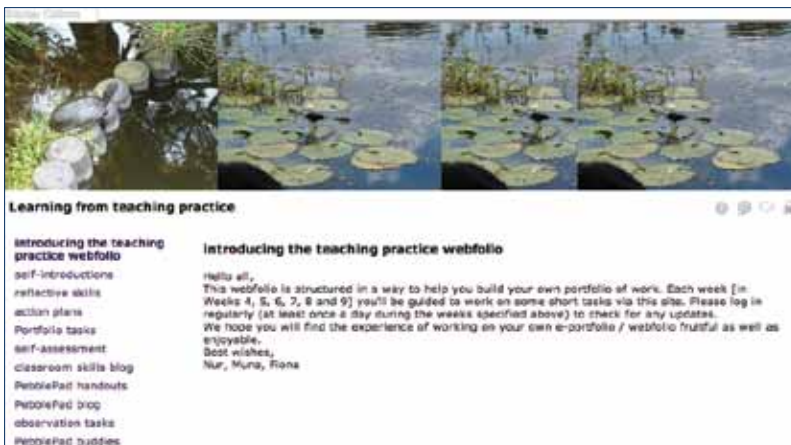 Learning from teaching practice
introducing the teaching
practice webfolio
self-introductions
reflective skills
action plans
Portfolio tasks
self-assessment
classroom skills blog
PebblePad handouts
PebblePad blog
observation tasks
PebblePad buddies
introducing the teaching practice webfolio
Hello all,
This webfolio is structured in a way to help you build your own portfolio of work. Each week [in
Weeks 4, 5, 6, 7, 8 and 9] you'll be guided to work on some short tasks via this site. Please log in
regularly (at least once a day during the weeks specified above) to check for any updates.
We hope you will find the experience of working on your own e-portfolio / webfolio fruitful as well as
enjoyable.
Best wishes,
Nur, Muna, Fiona